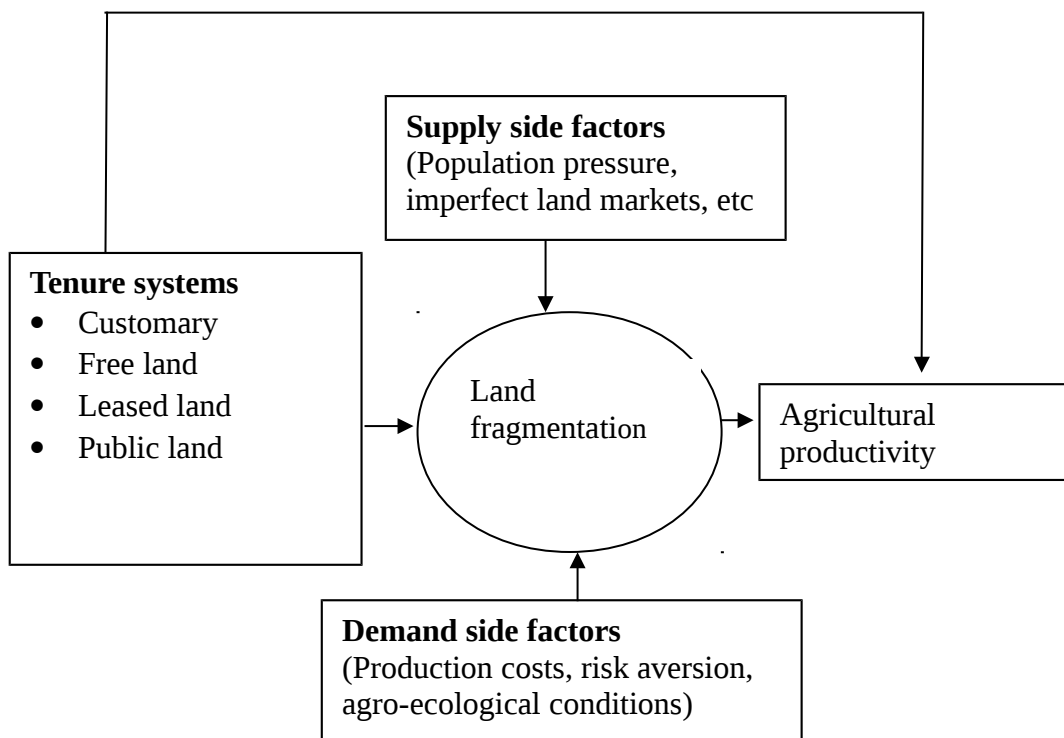 Supply side factors
(Population pressure,
imperfect land markets, etc
Tenure systems
• Customary
• Free land
• Leased land
• Public land
Land
fragmentation
Agricultural
productivity
Demand side factors
(Production costs, risk aversion,
agro-ecological conditions)